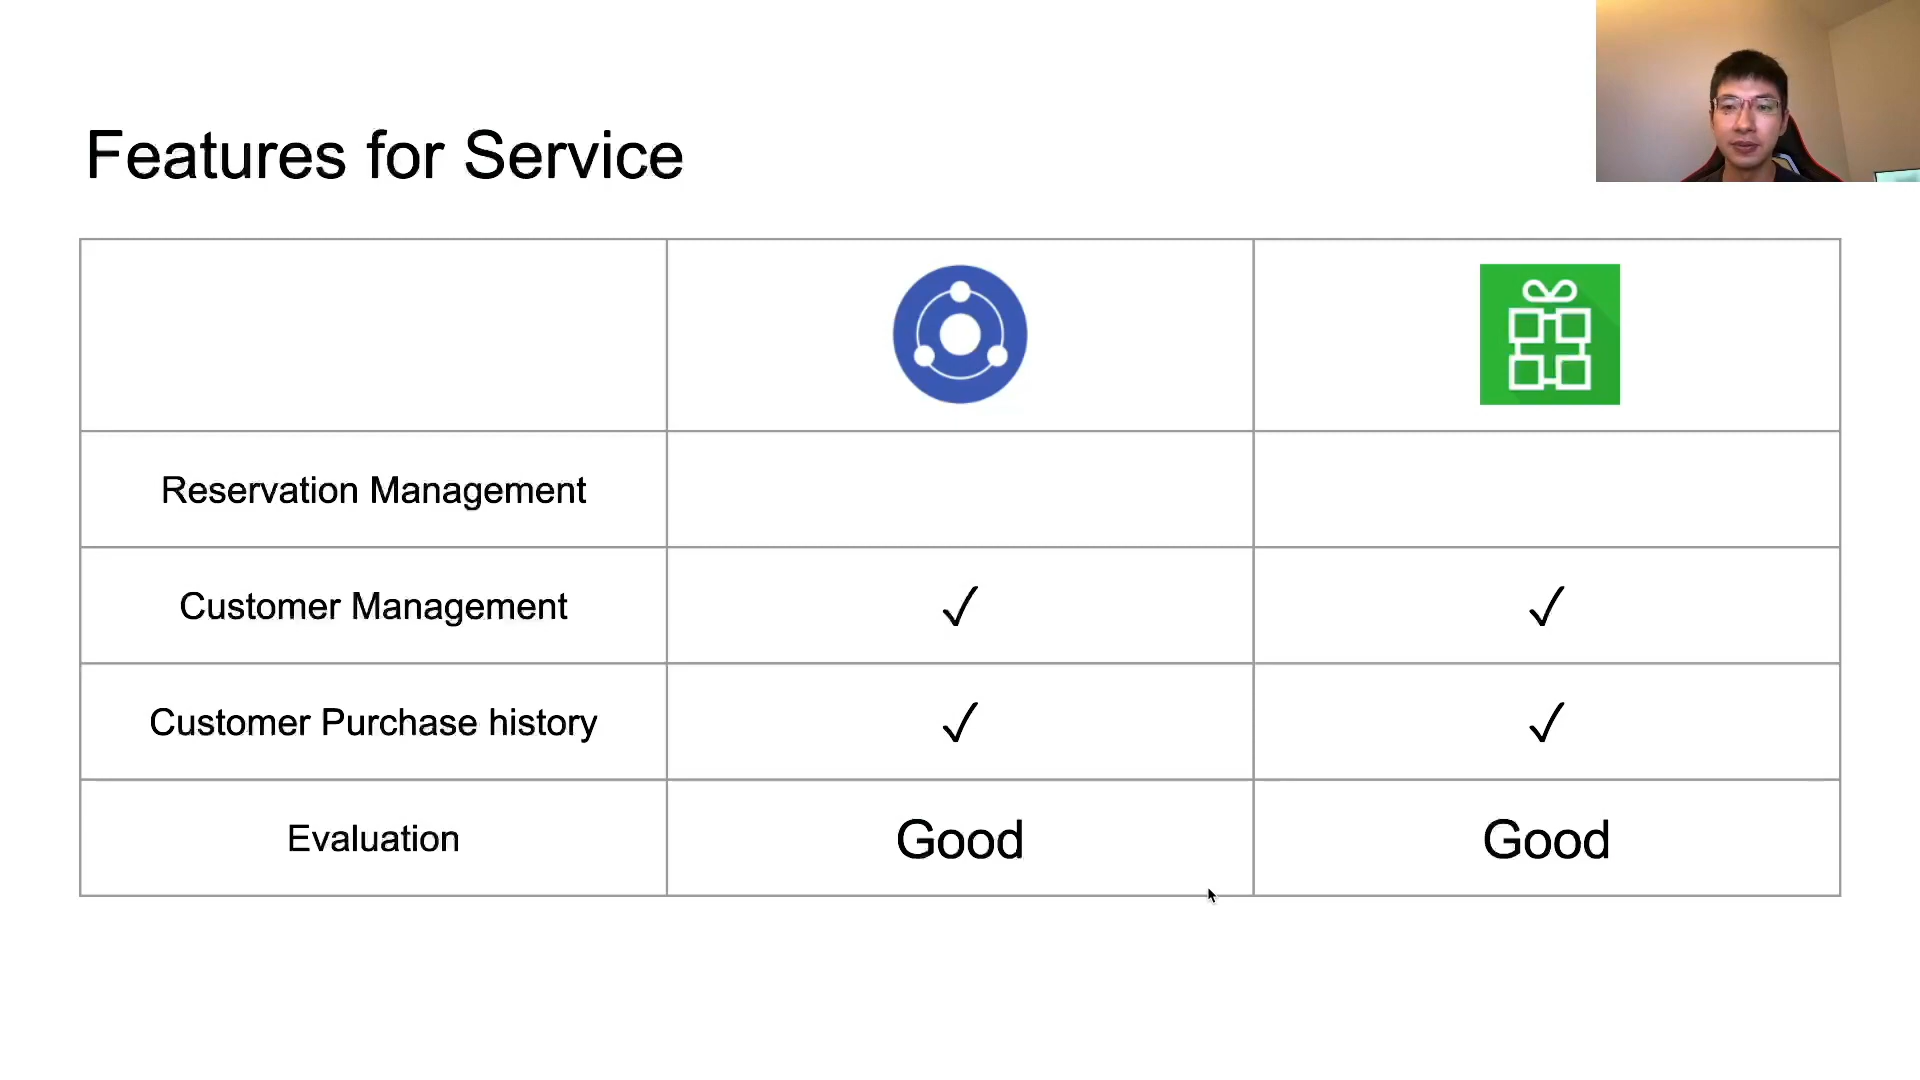 Features for Service
Reservation Management
Customer Management ✓ ✓
Customer Purchase history ✓ ✓
Evaluation Good Good